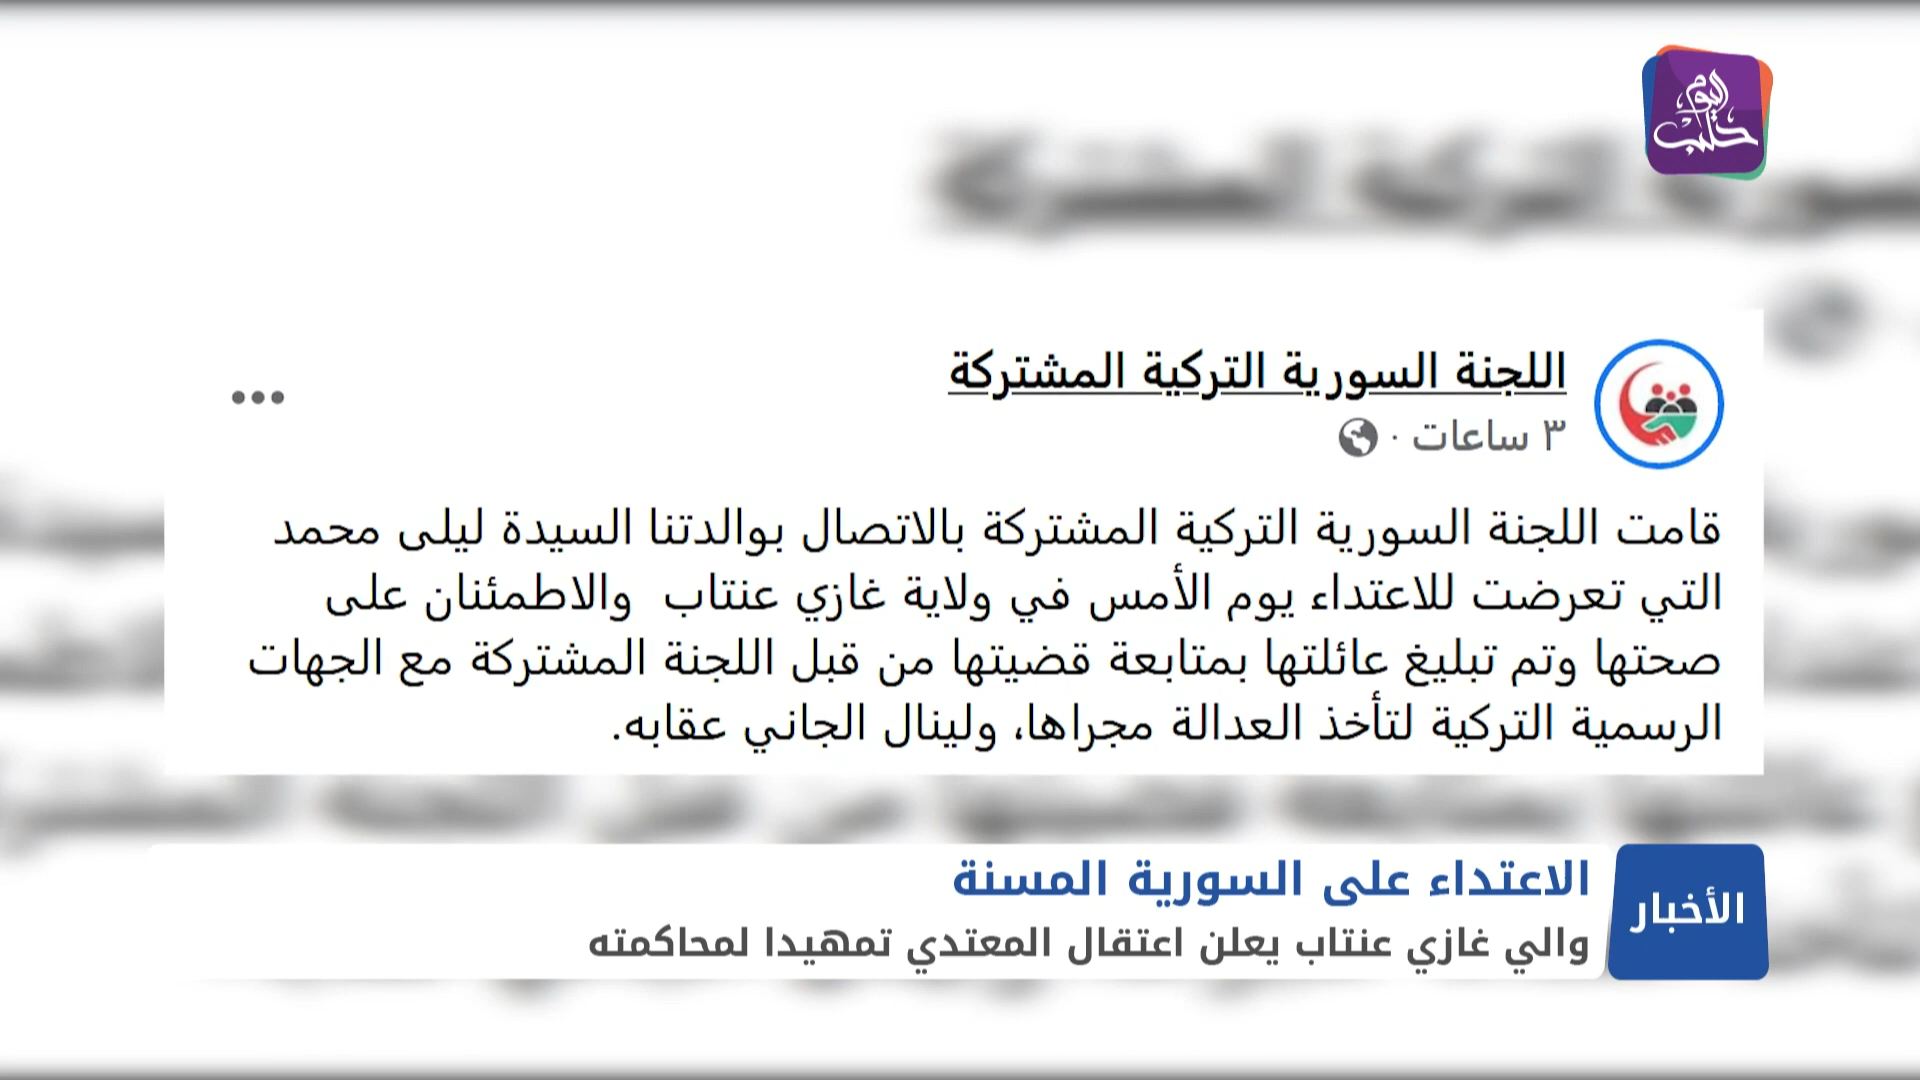 حلب اليوم
اللجنة السورية التركية المشتركة
٣ ساعات ·
قامت اللجنة السورية التركية المشتركة بالاتصال بوالدتنا السيدة ليلى محمد
التي تعرضت للاعتداء يوم الأمس في ولاية غازي عنتاب والاطمئنان على
صحتها وتم تبليغ عائلتها بمتابعة قضيتها من قبل اللجنة المشتركة مع الجهات
الرسمية التركية لتأخذ العدالة مجراها، ولينال الجاني عقابه.
الأخبار
الاعتداء على السورية المسنة
والي غازي عنتاب يعلن اعتقال المعتدي تمهيدا لمحاكمته